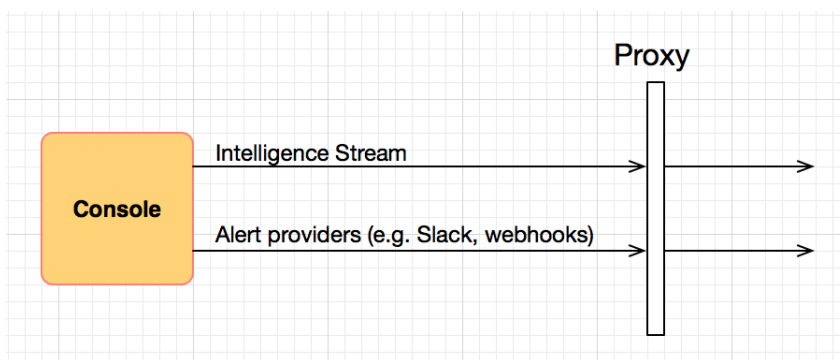 Proxy
Intelligence Stream
Console
Alert providers (e.g. Slack, webhooks)